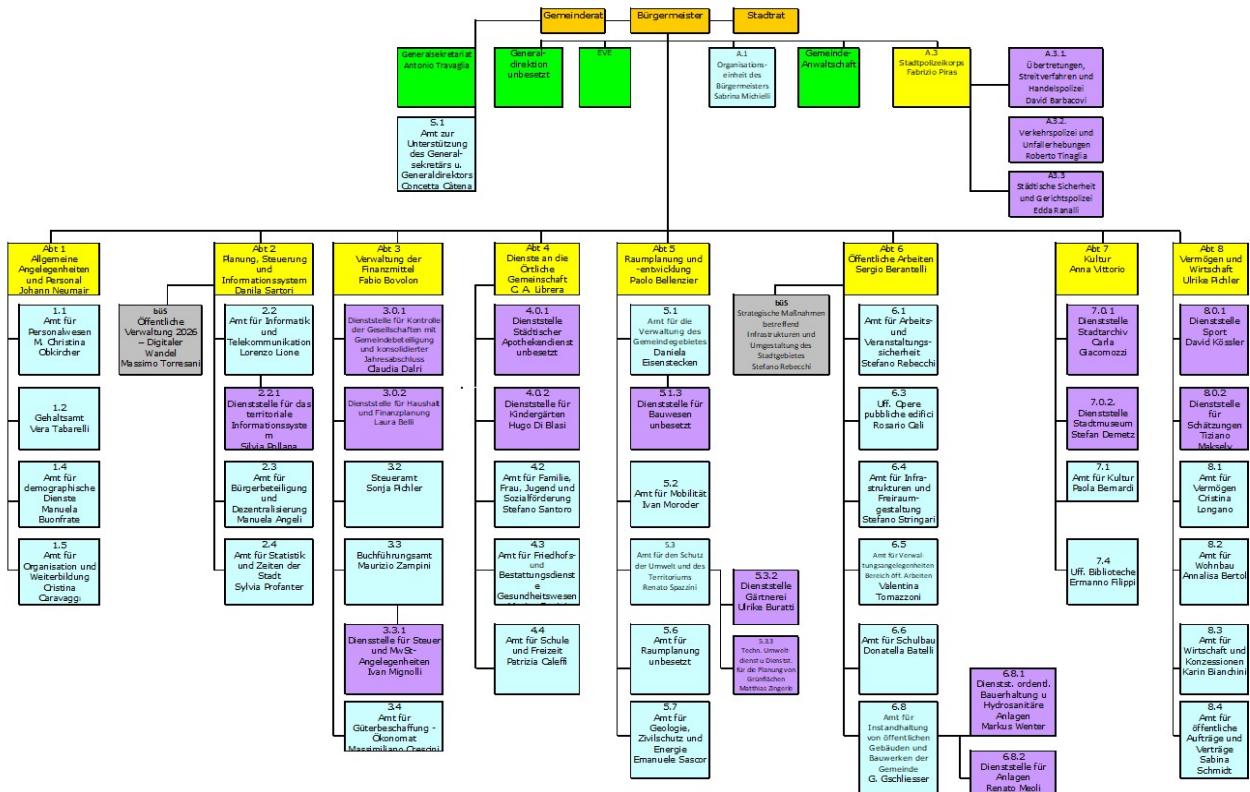 Gemeinderat
Bürgermeister
Stadtrat
Generalsekretariat
Antonio Travaglia
General-
direktion
unbesetzt
EVE
A.1
Organisations-
einheit des
Bürgermeisters
Sabrina Michielli
Gemeinde-
Anwaltschaft
A.3
Stadtpolizeikorps
Fabrizio Piras
A.3.1.
Übertretungen,
Streitverfahren und
Handelspolizei
David Barbacovi
S.1
Amt zur
Unterstützung
des General-
sekretärs u.
Generaldirektors
Concetta Càtena
A.3.2.
Verkehrspolizei und
Unfallerhebungen
Roberto Tinaglia
A3.3
Städtische Sicherheit
und Gerichtspolizei
Edda Ranalli
Abt 1
Allgemeine
Angelegenheiten
und Personal
Johann Neumair
1.1
Amt für
Personalwesen
M. Christina
Obkircher
1.2
Gehaltsamt
Vera Tabarelli
1.4
Amt für
demographische
Dienste
Manuela
Buonfrate
1.5
Amt für
Organisation und
Weiterbildung
Cristina
Caravaggi
Abt 2
Planung, Steuerung
und
Informationssystem
Danila Sartori
büS
Öffentliche
Verwaltung 2026
– Digitaler
Wandel
Massimo Torresani
2.2
Amt für Informatik
und
Telekommunikation
Lorenzo Lione
2.2.1
Dienststelle für das
territoriale
Informationssyste
m
Silvia Pollana
2.3
Amt für
Bürgerbeteiligung und
Dezentralisierung
Manuela Angeli
2.4
Amt für Statistik
und Zeiten der
Stadt
Sylvia Profanter
Abt 3
Verwaltung der
Finanzmittel
Fabio Bovolon
3.0.1
Dienststelle für Kontrolle
der Gesellschaften mit
Gemeindebeteiligung
und konsolidierter
Jahresabschluss
Claudia Dalri
3.0.2
Dienststelle für Haushalt
und Finanzplanung
Laura Belli
3.2
Steueramt
Sonja Pichler
3.3
Buchführungsamt
Maurizio Zampini
3.3.1
Diensstelle für Steuer
und MwSt-
Angelegenheiten
Ivan Mignolli
3.4
Amt für
Güterbeschaffung -
Ökonomat
Massimiliano Crescini
Abt 4
Dienste an die
Örtliche
Gemeinschaft
C. A. Librera
4.0.1
Dienststelle
Städtischer
Apothekendienst
unbesetzt
4.0.2
Dienststelle für
Kindergärten
Hugo Di Blasi
4.2
Amt für Familie,
Frau, Jugend und
Sozialförderung
Stefano Santoro
4.3
Amt für Friedhofs-
und
Bestattungsdienst
e
Gesundheitswesen
4.4
Amt für Schule
und Freizeit
Patrizia Caleffi
Abt 5
Raumplanung und
-entwicklung
Paolo Bellenzier
5.1
Amt für die
Verwaltung des
Gemeindegebietes
Daniela
Eisenstecken
5.1.3
Dienststelle für
Bauwesen
unbesetzt
5.2
Amt für Mobilität
Ivan Moroder
5.3
Amt für den Schutz
der Umwelt und des
Territoriums
Renato Spazzini
5.3.2
Dienststelle
Gärtnerei
Ulrike Buratti
5.3.3
Techn. Umwelt
dienst u Dienstst.
für die Planung von
Grünflächen
Matthias Zingerle
5.6
Amt für
Raumplanung
unbesetzt
5.7
Amt für
Geologie,
Zivilschutz und
Energie
Emanuele Sascor
Abt 6
Öffentliche Arbeiten
Sergio Berantelli
büS
Strategische Maßnahmen
betreffend
Infrastrukturen und
Umgestaltung des
Stadtgebietes
Stefano Rebecchi
6.1
Amt für Arbeits-
und
Veranstaltungs-
sicherheit
Stefano Rebecchi
6.3
Uff. Opere
pubbliche edifici
Rosario Celi
6.4
Amt für Infra-
strukturen und
Freiraum-
gestaltung
Stefano Stringari
6.5
Amt für Verwal-
tungsangelegenheiten
Bereich öff. Arbeiten
Valentina
Tomazzoni
6.6
Amt für Schulbau
Donatella Batelli
6.8
Amt für
Instandhaltung
von öffentlichen
Gebäuden und
Bauwerken der
Gemeinde
G. Gschliesser
6.8.1
Dienstst. ordentl.
Bauerhaltung u
Hydrosanitäre
Anlagen
Markus Wenter
6.8.2
Dienststelle für
Anlagen
Renato Meoli
Abt 7
Kultur
Anna Vittorio
7.0.1
Dienststelle
Stadtarchiv
Carla
Giacomozzi
7.0.2.
Dienststelle
Stadtmuseum
Stefan Demetz
7.1
Amt für Kultur
Paola Bernardi
7.4
Uff. Biblioteche
Ermanno Filippi
Abt 8
Vermögen und
Wirtschaft
Ulrike Pichler
8.0.1
Dienststelle
Sport
David Kössler
8.0.2
Dienststelle
für
Schätzungen
Tiziano
Makselv
8.1
Amt für
Vermögen
Cristina
Longano
8.2
Amt für
Wohnbau
Annalisa Bertol
8.3
Amt für
Wirtschaft und
Konzessionen
Karin Bianchini
8.4
Amt für
öffentliche
Aufträge und
Verträge
Sabina
Schmidt